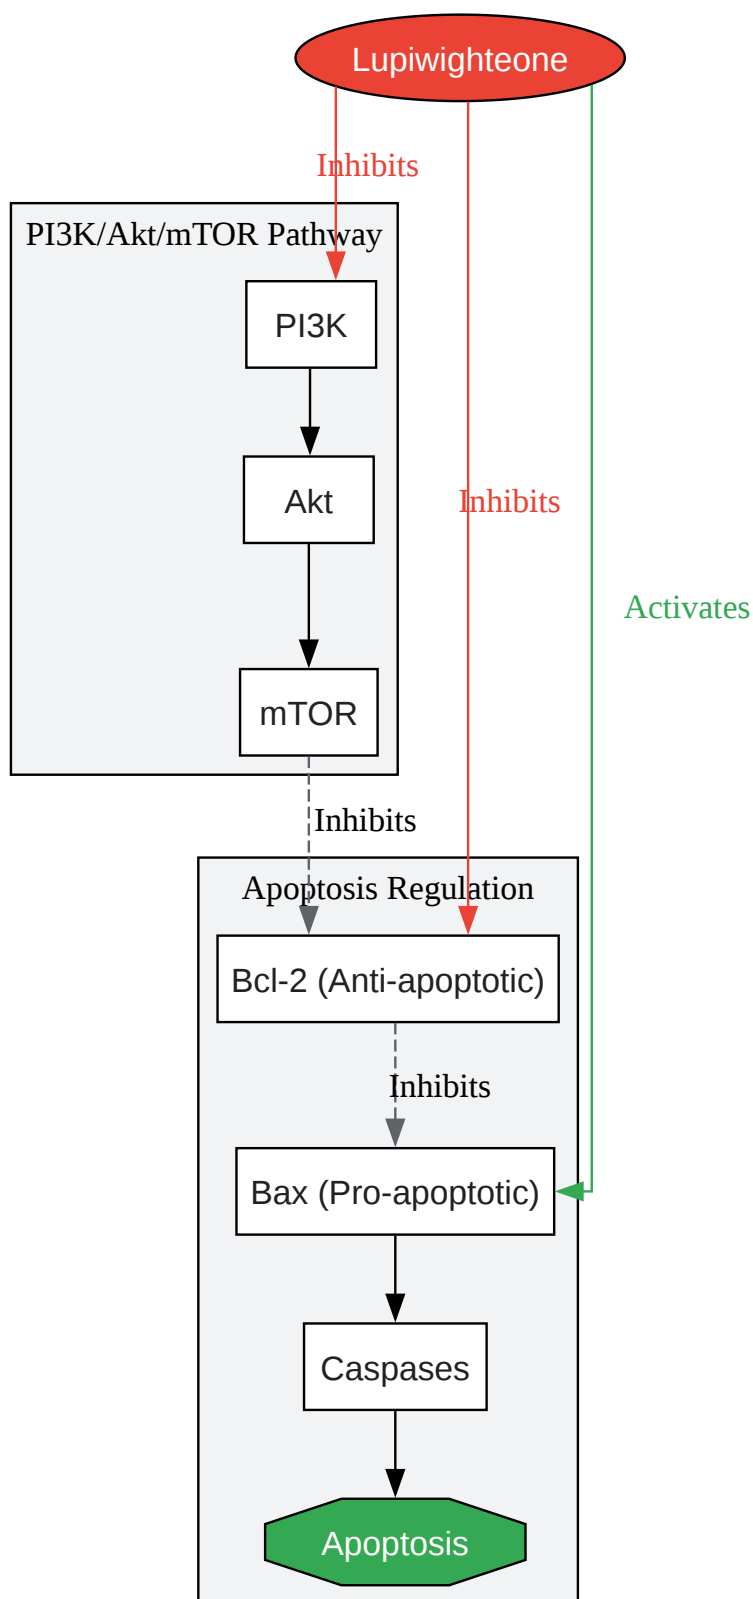 Lupiwighteone
Inhibits
PI3K/Akt/mTOR Pathway
PI3K
Akt
Inhibits
Activates
mTOR
Inhibits
Apoptosis Regulation
Bcl-2 (Anti-apoptotic)
Inhibits
Bax (Pro-apoptotic)
Caspases
Apoptosis